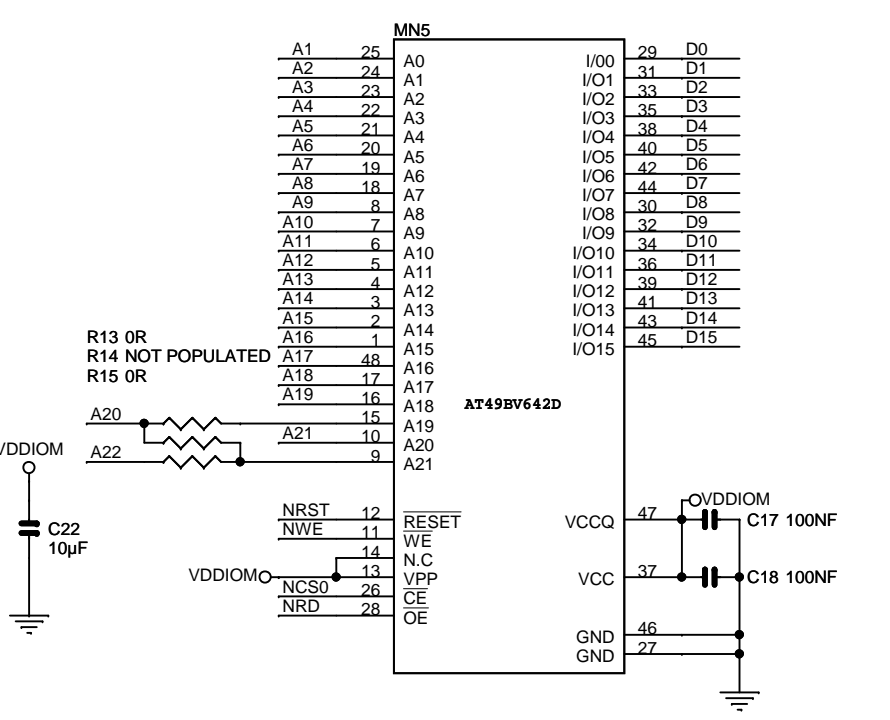 MN5
A1 25 A0 I/00 29 D0
A2 24 A1 I/O1 31 D1
A3 23 A2 I/O2 33 D2
A4 22 A3 I/O3 35 D3
A5 21 A4 I/O4 38 D4
A6 20 A5 I/O5 40 D5
A7 19 A6 I/O6 42 D6
A8 18 A7 I/O7 44 D7
A9 8 A8 I/O8 30 D8
A10 7 A9 I/O9 32 D9
A11 6 A10 I/O10 34 D10
A12 5 A11 I/O11 36 D11
A13 4 A12 I/O12 39 D12
A14 3 A13 I/O13 41 D13
A15 2 A14 I/O14 43 D14
A16 1 A15 I/O15 45 D15
R13 0R
R14 NOT POPULATED
R15 0R
A17 48 A16
A18 17 A17
A19 16 A18
AT49BV642D
A20 15 A19
A21 10 A20
A22 9 A21
VDDIOM
C22
10µF
NRST 12 RESET
NWE 11 WE
14 N.C
VDDIOM 13 VPP
NCS0 26 CE
NRD 28 OE
VDDIOM
VCCQ 47 C17 100NF
VCC 37 C18 100NF
GND 46
GND 27